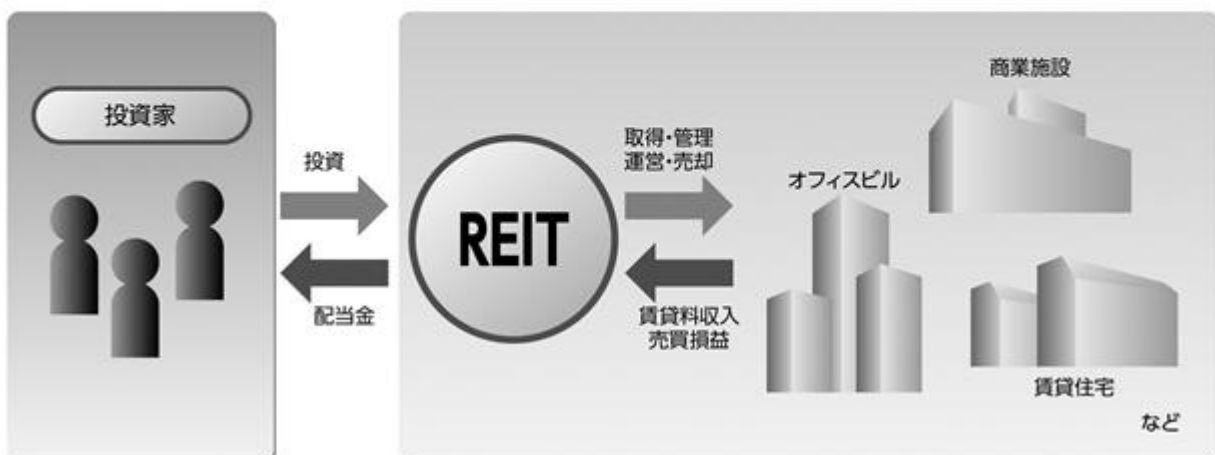 投資家
投資
配当金
REIT
取得・管理
運営・売却
賃貸料収入
売買損益
商業施設
オフィスビル
賃貸住宅
など